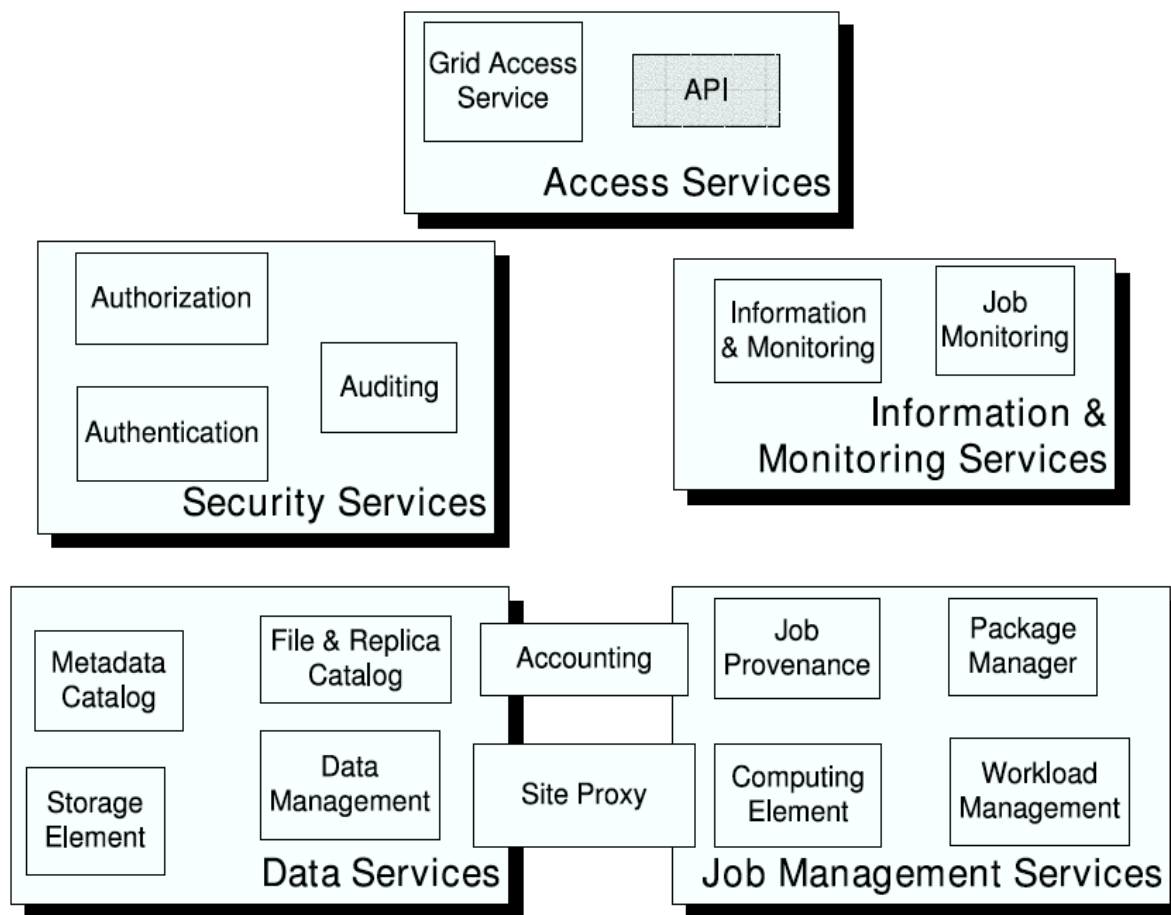 Grid Access
Service
API
Access Services
Authorization
Auditing
Authentication
Security Services
Information
& Monitoring
Job
Monitoring
Information &
Monitoring Services
Metadata
Catalog
File & Replica
Catalog
Storage
Element
Data
Management
Data Services
Accounting
Site Proxy
Job
Provenance
Package
Manager
Computing
Element
Workload
Management
Job Management Services